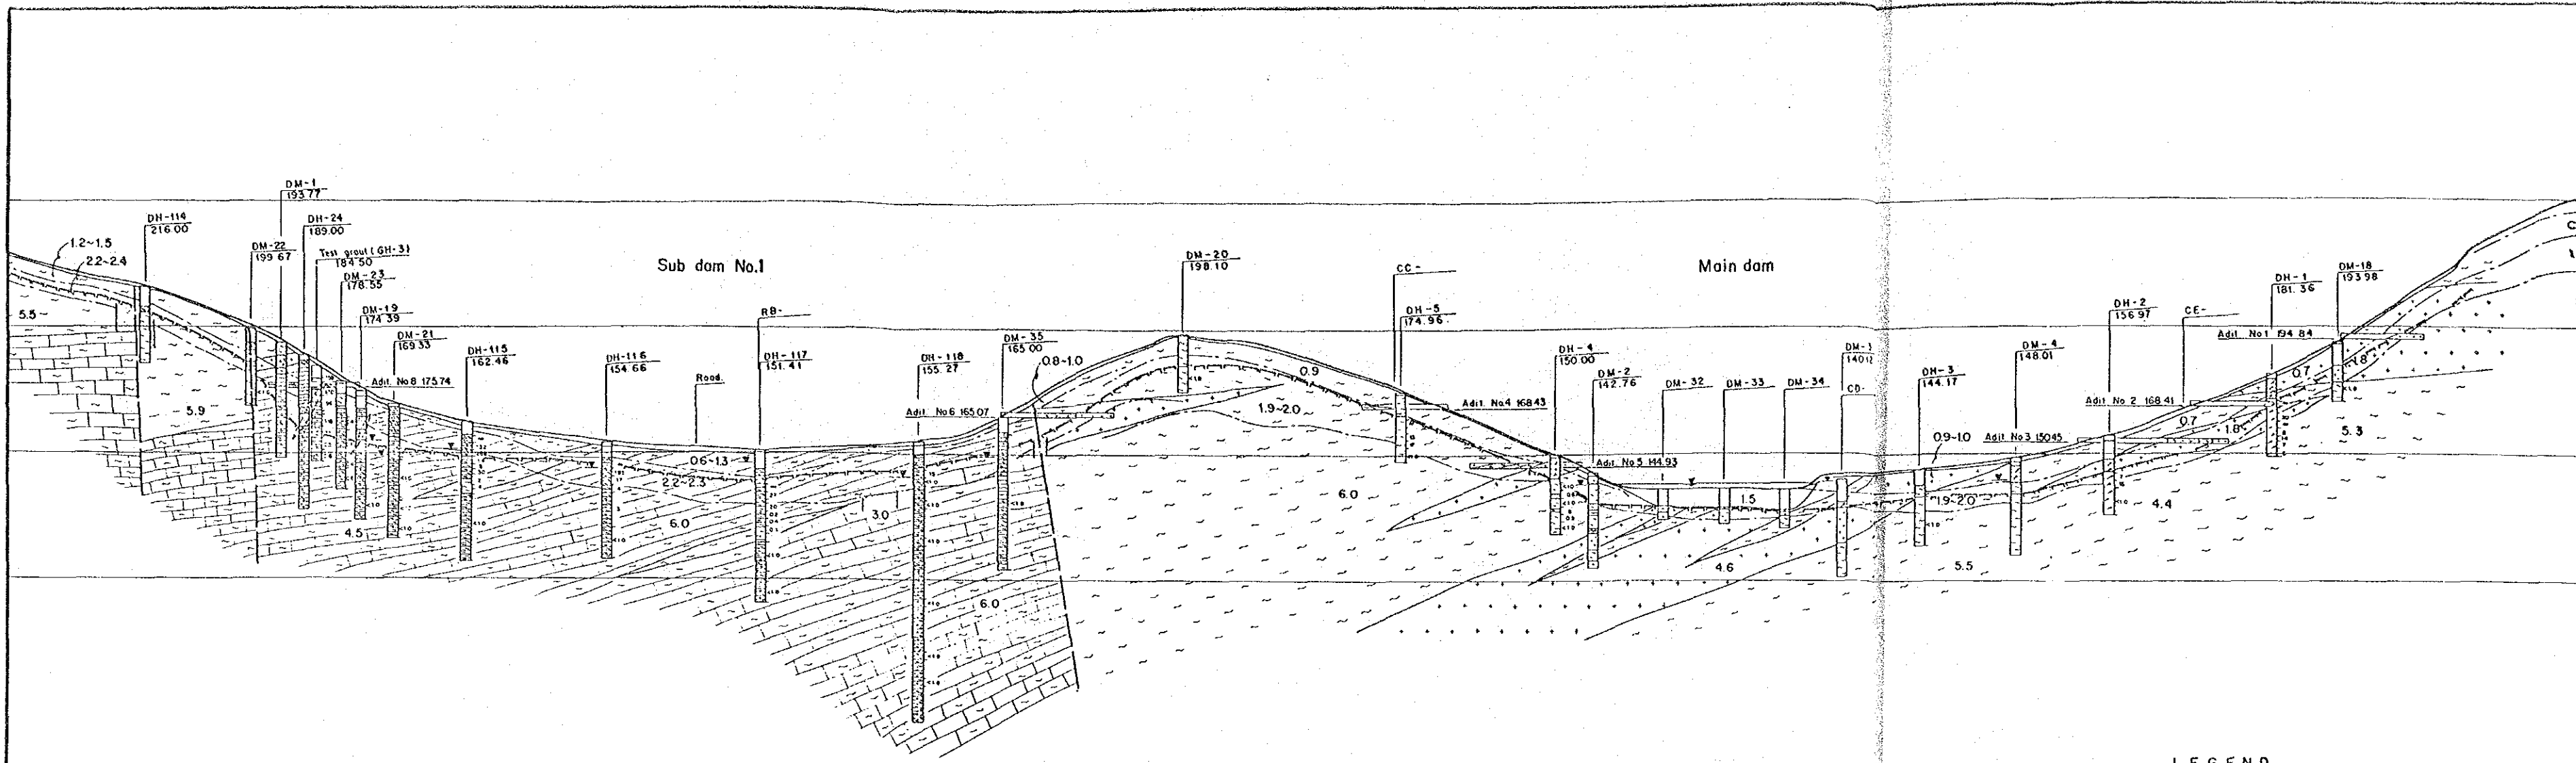 DM-1
193.77
DH-114
216.00
DH-24
189.00
DM-22
199.67
Test grout (GH-3)
184.50
DM-23
178.55
DM-19
174.39
DM-21
169.33
1.2~1.5
2.2~2.4
5.5
5.9
Adit. No8 175.74
4.5
DH-115
162.46
DH-116
154.66
Road
Sub dam No.1
RB-
DH-117
151.41
0.6~1.3
2.2~2.3
6.0
3.0
DH-118
155.27
DM-35
165.00
0.8~1.0
Adit. No6 165.07
6.0
DM-20
198.10
0.9
1.9~2.0
CC-
DH-5
174.96
Adit. No.4 168.43
6.0
DH-4
150.00
DM-2
142.76
Adit. No5 144.93
DM-32
DM-33
DM-34
Main dam
1.5
4.6
DM-1
CD-
DH-3
144.17
0.9~1.0
1.9~2.0
5.5
DM-4
148.01
Adit. No3 150.45
DH-2
156.97
CE-
Adit. No 2 168.41
4.4
0.7
1.8
DH-1
181.36
DM-18
193.98
Adit. No1 194.84
0.7
1.8
5.3
LEGEND